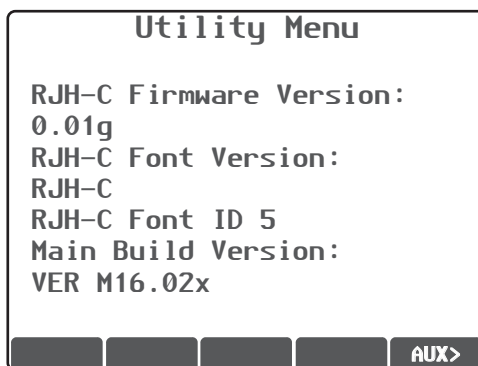 Utility Menu
RJH-C Firmware Version:
0.01g
RJH-C Font Version:
RJH-C
RJH-C Font ID 5
Main Build Version:
VER M16.02x
AUX>